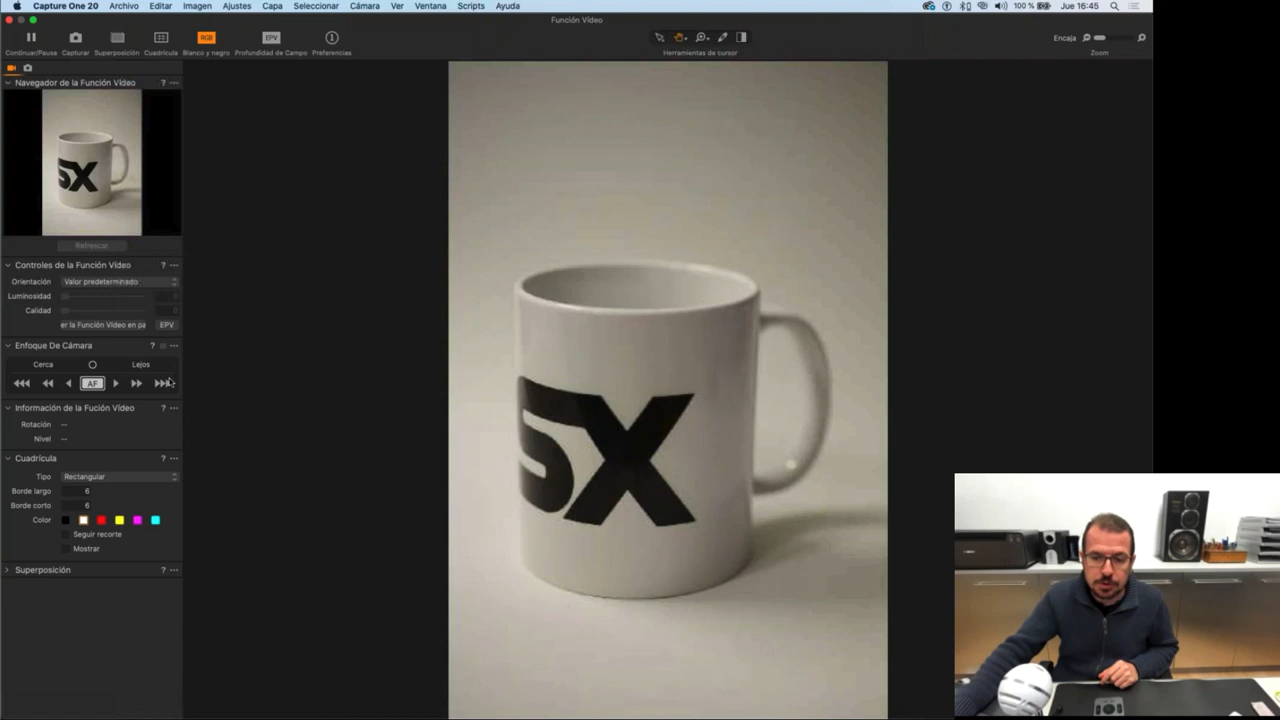 Capture One 20 Archivo Editar Imagen Ajustes Capa Seleccionar Cámara Ver Ventana Scripts Ayuda 100 % Jue 16:45
Función Vídeo
Continuar/Pausa Capturar Superposición Cuadrícula RGB Blanco y negro EPV Profundidad de Campo Preferencias Herramientas de cursor Encaja Zoom
Navegador de la Función Vídeo ? ...
SX
Refrescar
Controles de la Función Vídeo ? ...
Orientación Valor predeterminado
Luminosidad 0
Calidad 0
er la Función Vídeo en pa EPV
Enfoque De Cámara ? ...
Cerca Lejos
AF
Información de la Fución Vídeo ? ...
Rotación --
Nivel --
Cuadrícula ? ...
Tipo Rectangular
Borde largo 6
Borde corto 6
Color
Seguir recorte
Mostrar
Superposición ? ...
SX